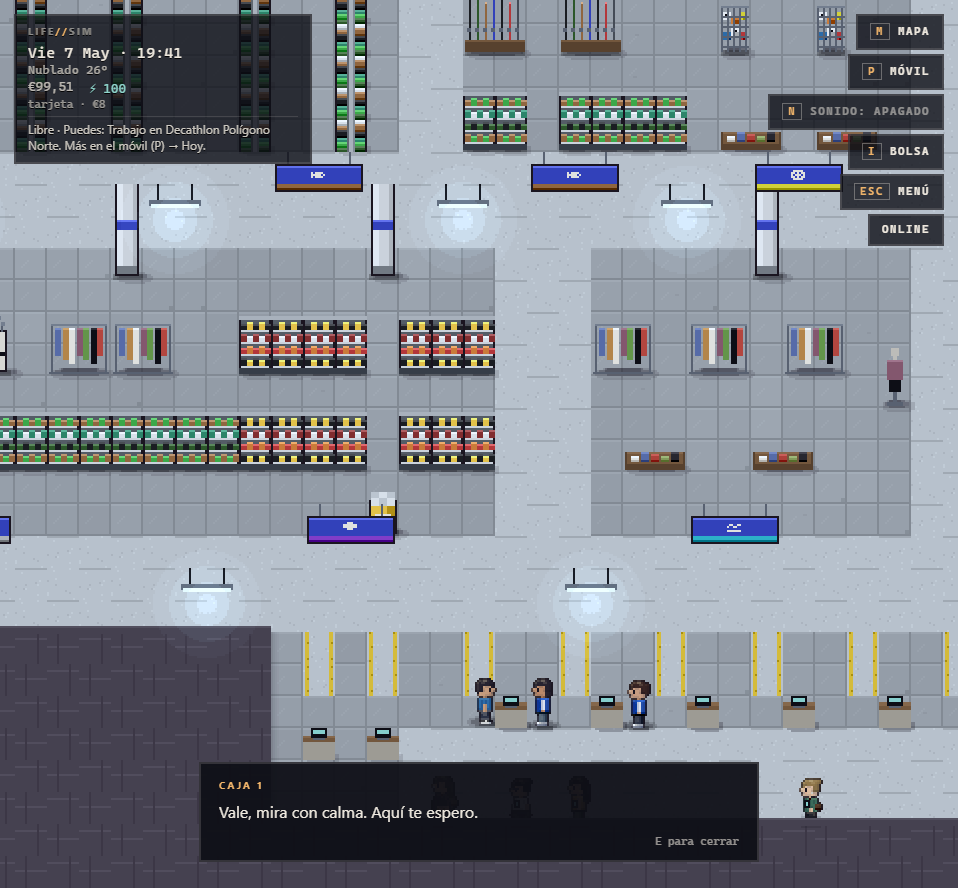 LIFE//SIM
Vie 7 May · 19:41
Nublado 26°
€99,51 ⚡ 100
tarjeta · €8
Libre · Puedes: Trabajo en Decathlon Polígono
Norte. Más en el móvil (P) → Hoy.
M MAPA
P MÓVIL
N SONIDO: APAGADO
I BOLSA
ESC MENÚ
ONLINE
CAJA 1
Vale, mira con calma. Aquí te espero.
E para cerrar